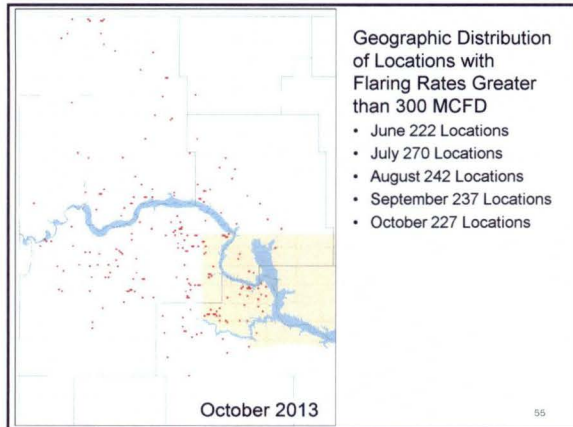 Geographic Distribution
of Locations with
Flaring Rates Greater
than 300 MCFD
• June 222 Locations
• July 270 Locations
• August 242 Locations
• September 237 Locations
• October 227 Locations
October 2013
55